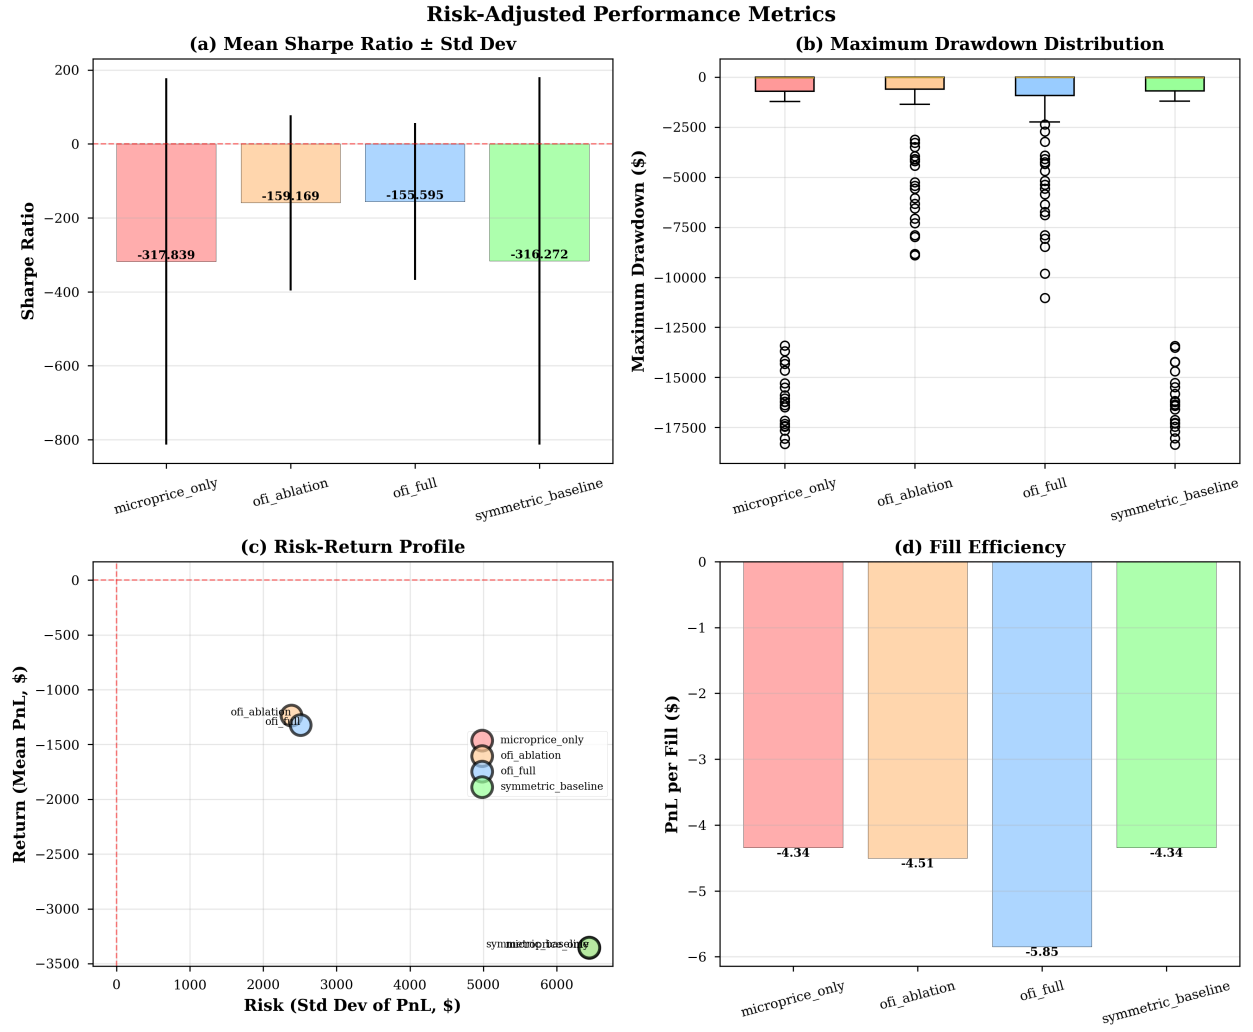 Risk-Adjusted Performance Metrics
(a) Mean Sharpe Ratio ± Std Dev
Sharpe Ratio
200
0
−200
−400
−600
−800
-317.839
-159.169
-155.595
-316.272
microprice_only
ofi_ablation
ofi_full
symmetric_baseline
(b) Maximum Drawdown Distribution
Maximum Drawdown ($)
0
−2500
−5000
−7500
−10000
−12500
−15000
−17500
microprice_only
ofi_ablation
ofi_full
symmetric_baseline
(c) Risk-Return Profile
Return (Mean PnL, $)
0
−500
−1000
−1500
−2000
−2500
−3000
−3500
ofi_ablation
ofi_full
microprice_only
ofi_ablation
ofi_full
symmetric_baseline
symmetric_baseline
microprice_only
0
1000
2000
3000
4000
5000
6000
Risk (Std Dev of PnL, $)
(d) Fill Efficiency
PnL per Fill ($)
0
−1
−2
−3
−4
−5
−6
-4.34
-4.51
-5.85
-4.34
microprice_only
ofi_ablation
ofi_full
symmetric_baseline